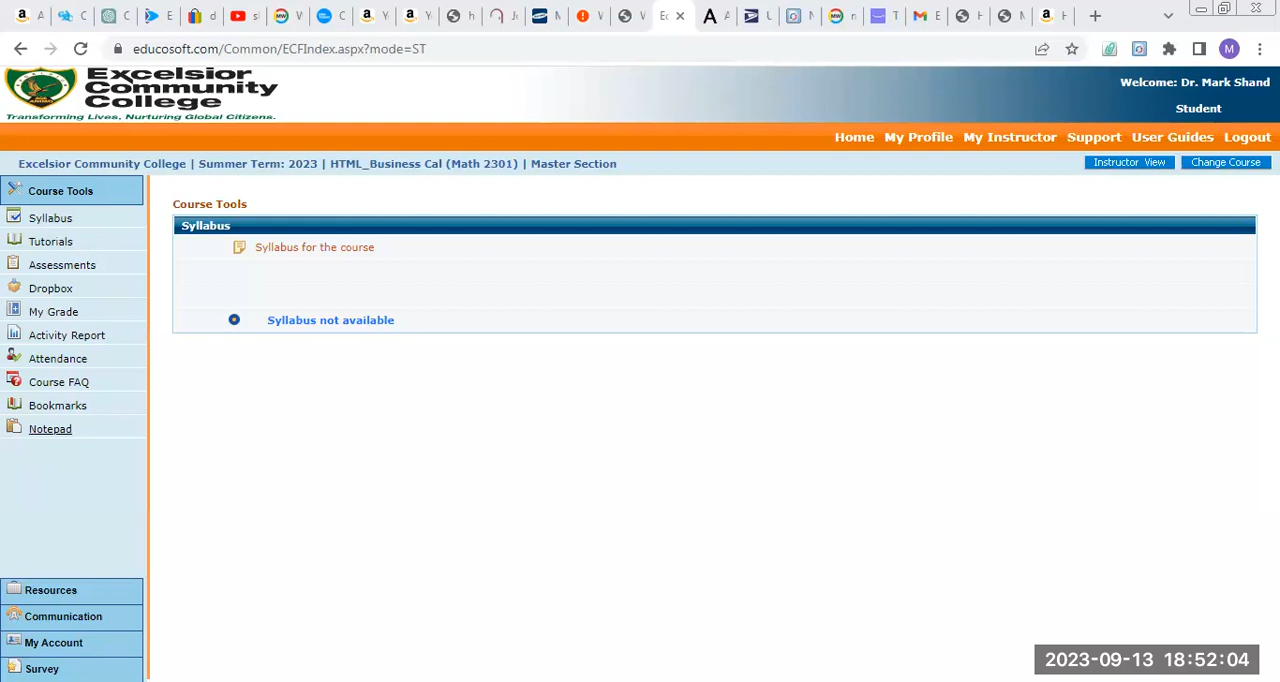 A
C
C
E
d
s
W
C
Y
Y
h
J
M
W
W
Ec
A
U
N
n
T
E
H
N
H
educosoft.com/Common/ECFIndex.aspx?mode=ST
M
Excelsior
Community
College
Transforming Lives, Nurturing Global Citizens.
Welcome: Dr. Mark Shand
Student
Home My Profile My Instructor Support User Guides Logout
Excelsior Community College | Summer Term: 2023 | HTML_Business Cal (Math 2301) | Master Section
Instructor View Change Course
Course Tools
Syllabus
Tutorials
Assessments
Dropbox
My Grade
Activity Report
Attendance
Course FAQ
Bookmarks
Notepad
Resources
Communication
My Account
Survey
Course Tools
Syllabus
Syllabus for the course
Syllabus not available
2023-09-13 18:52:04